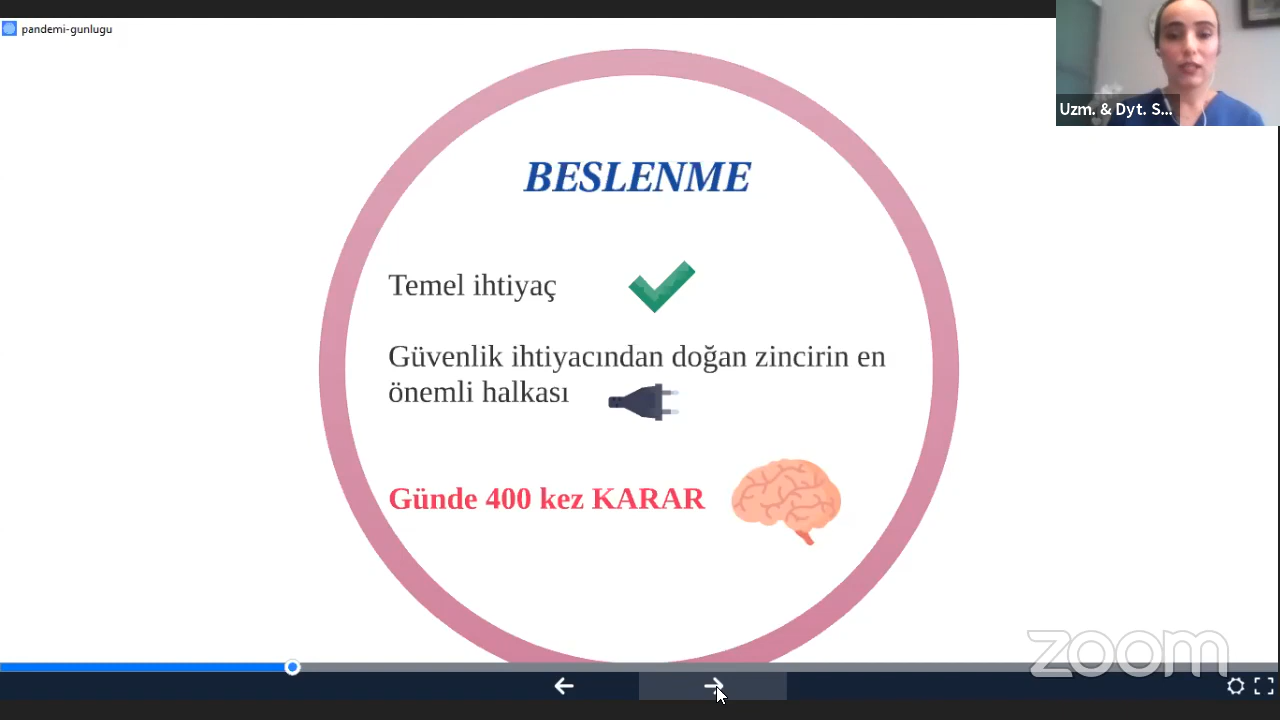 pandemi-gunlugu
Uzm. & Dyt. S...
BESLENME
Temel ihtiyaç
Güvenlik ihtiyacından doğan zincirin en
önemli halkası
Günde 400 kez KARAR
zoom